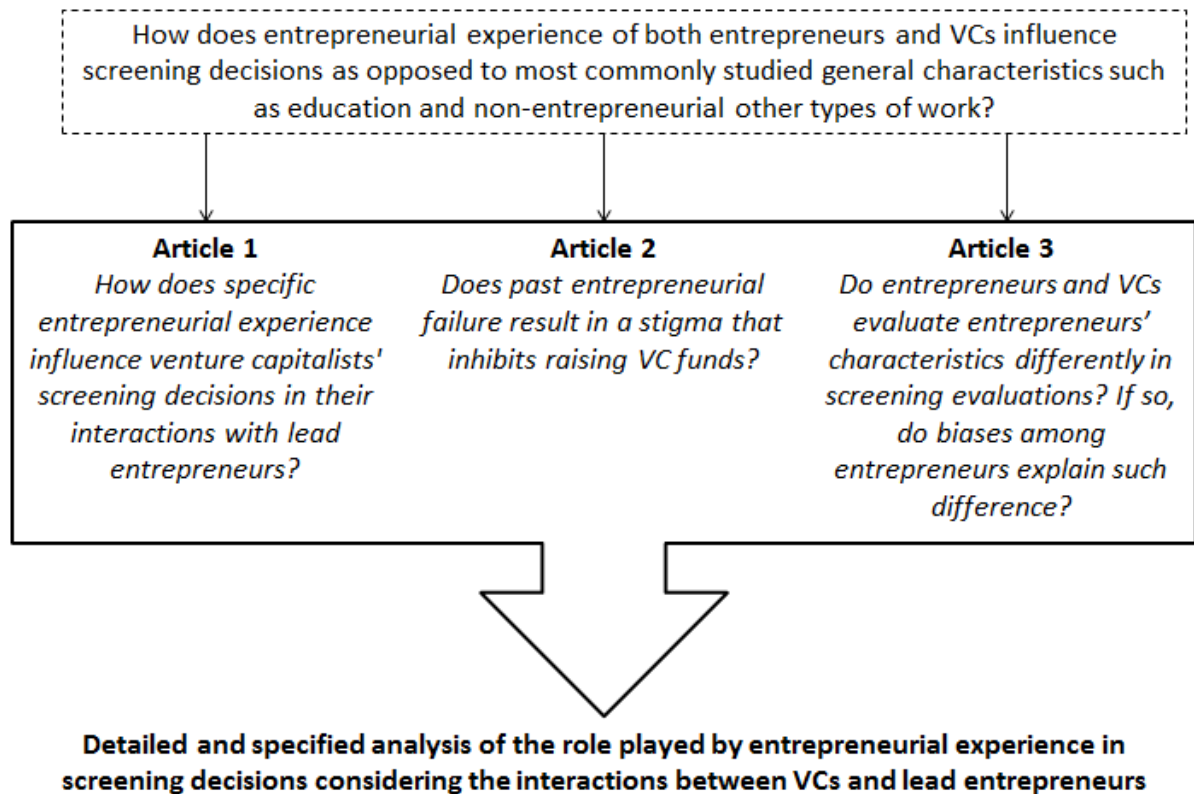 How does entrepreneurial experience of both entrepreneurs and VCs influence
screening decisions as opposed to most commonly studied general characteristics such
as education and non-entrepreneurial other types of work?
Article 1
How does specific
entrepreneurial experience
influence venture capitalists'
screening decisions in their
interactions with lead
entrepreneurs?
Article 2
Does past entrepreneurial
failure result in a stigma that
inhibits raising VC funds?
Article 3
Do entrepreneurs and VCs
evaluate entrepreneurs’
characteristics differently in
screening evaluations? If so,
do biases among
entrepreneurs explain such
difference?
Detailed and specified analysis of the role played by entrepreneurial experience in
screening decisions considering the interactions between VCs and lead entrepreneurs